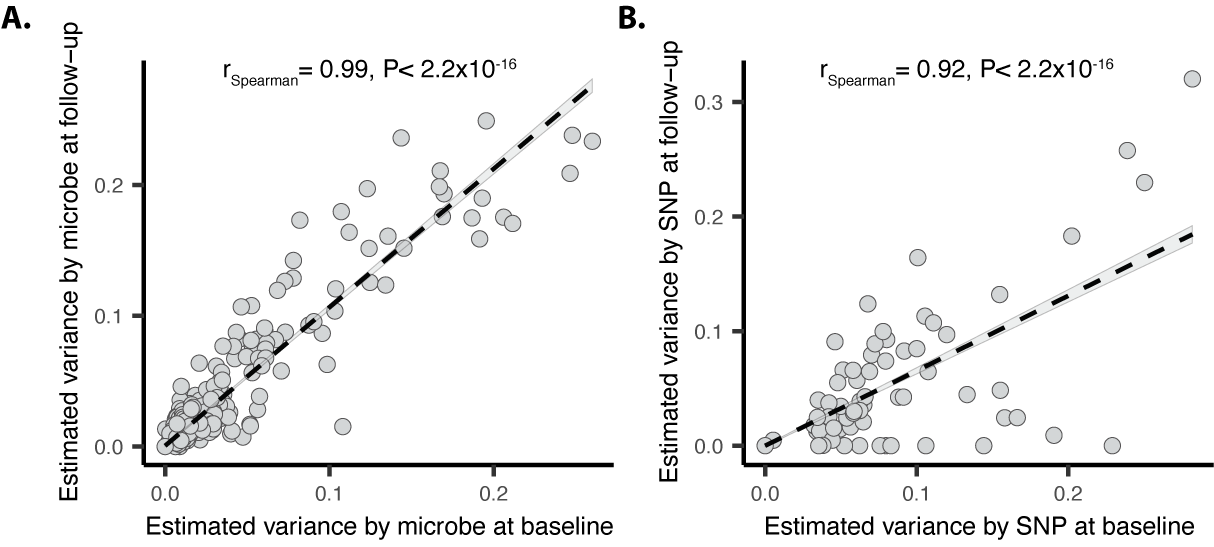 A.
Estimated variance by microbe at follow−up
rSpearman= 0.99, P< 2.2x10-16
0.2
0.1
0.0
0.0 0.1 0.2
Estimated variance by microbe at baseline
B.
Estimated variance by SNP at follow−up
rSpearman= 0.92, P< 2.2x10-16
0.3
0.2
0.1
0.0
0.0 0.1 0.2
Estimated variance by SNP at baseline